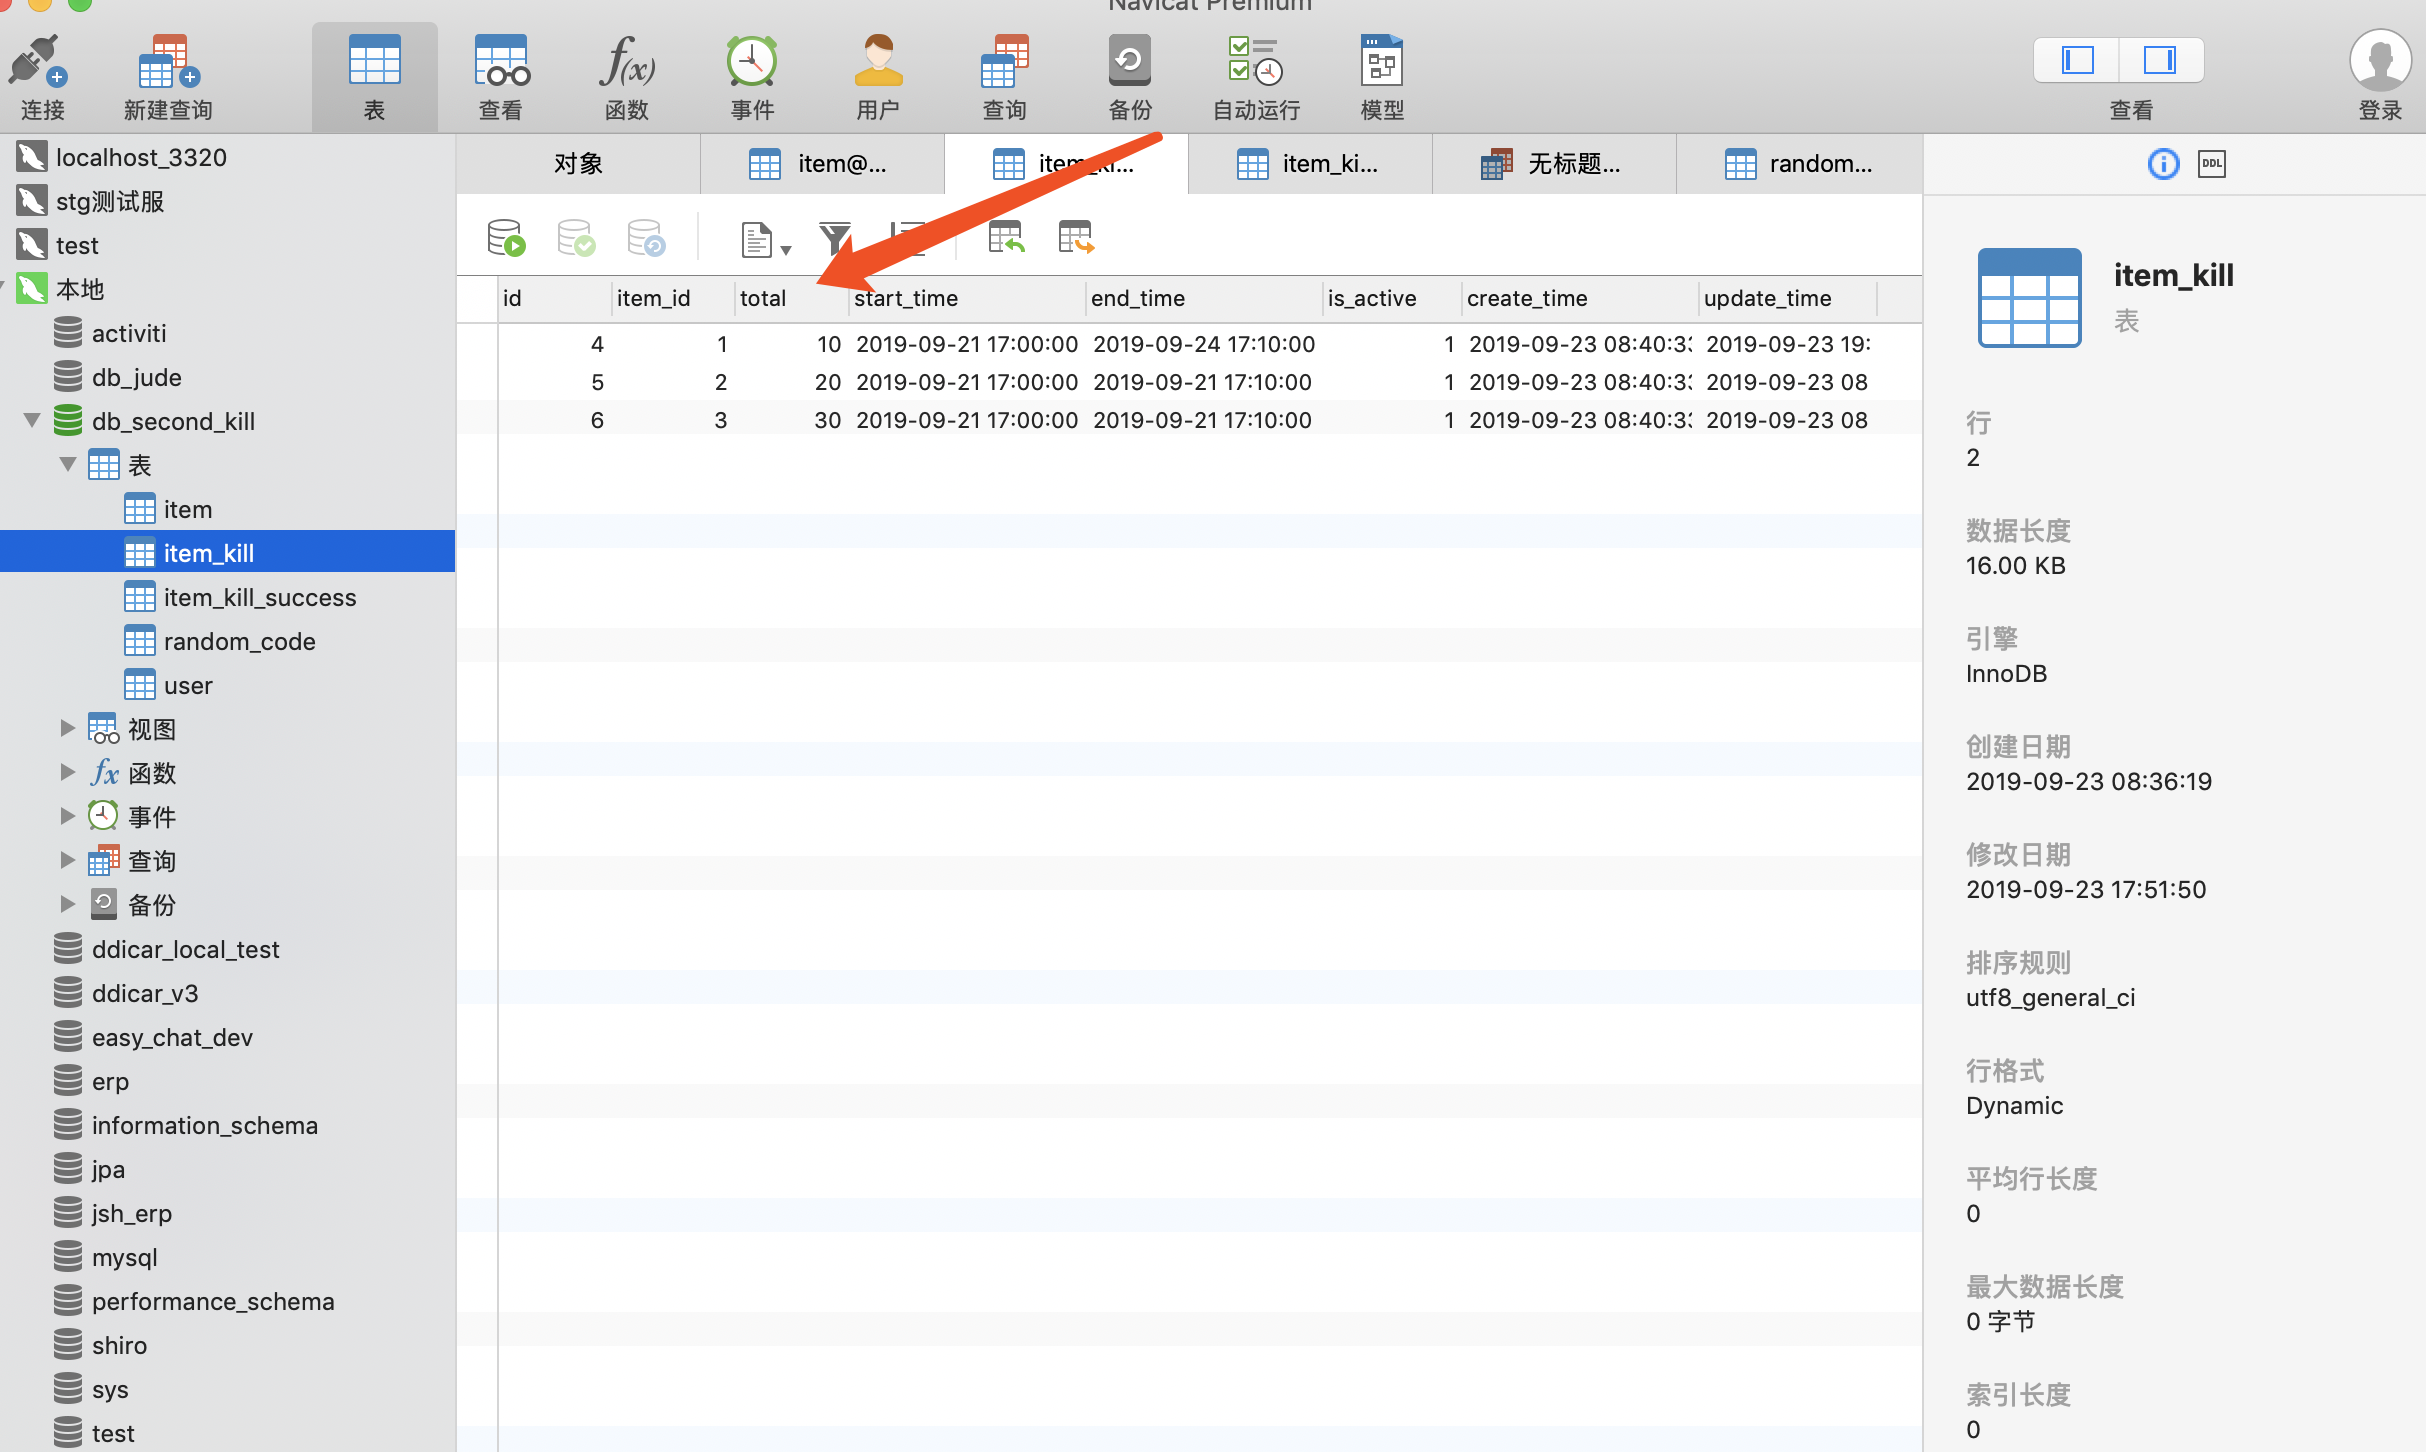 Navicat Premium
连接
新建查询
表
查看
函数
事件
用户
查询
备份
自动运行
模型
查看
登录
localhost_3320
stg测试服
test
本地
activiti
db_jude
db_second_kill
表
item
item_kill
item_kill_success
random_code
user
视图
fx 函数
事件
查询
备份
ddicar_local_test
ddicar_v3
easy_chat_dev
erp
information_schema
jpa
jsh_erp
mysql
performance_schema
shiro
sys
test
对象 item@... item_ki... item_ki... 无标题... random...
id item_id total start_time end_time is_active create_time update_time
4 1 10 2019-09-21 17:00:00 2019-09-24 17:10:00 1 2019-09-23 08:40:3 2019-09-23 19:
5 2 20 2019-09-21 17:00:00 2019-09-21 17:10:00 1 2019-09-23 08:40:3 2019-09-23 08
6 3 30 2019-09-21 17:00:00 2019-09-21 17:10:00 1 2019-09-23 08:40:3 2019-09-23 08
DDL
item_kill
表
行
2
数据长度
16.00 KB
引擎
InnoDB
创建日期
2019-09-23 08:36:19
修改日期
2019-09-23 17:51:50
排序规则
utf8_general_ci
行格式
Dynamic
平均行长度
0
最大数据长度
0 字节
索引长度
0